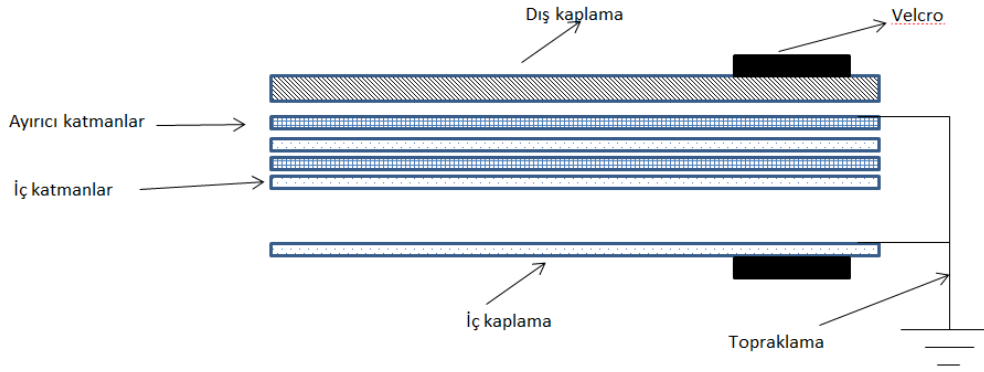 Dış kaplama
Velcro
Ayırıcı katmanlar
İç katmanlar
İç kaplama
Topraklama